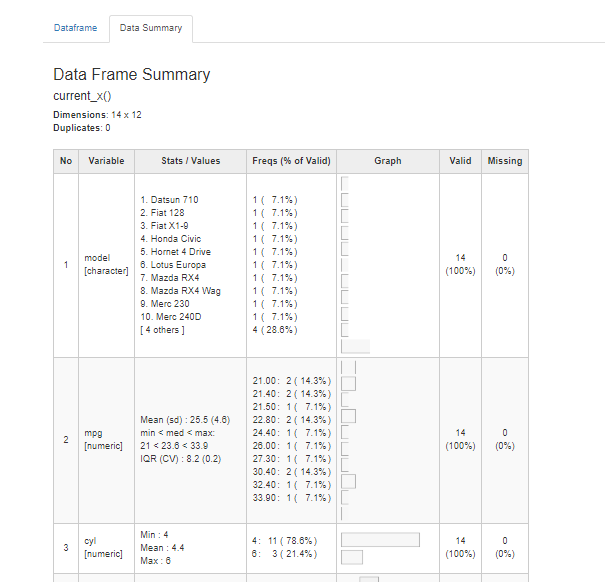 Dataframe
Data Summary
Data Frame Summary
current_x()
Dimensions: 14 x 12
Duplicates: 0
No Variable Stats / Values Freqs (% of Valid) Graph Valid Missing
1
model
[character]
1. Datsun 710
2. Fiat 128
3. Fiat X1-9
4. Honda Civic
5. Hornet 4 Drive
6. Lotus Europa
7. Mazda RX4
8. Mazda RX4 Wag
9. Merc 230
10. Merc 240D
[ 4 others ]
1 ( 7.1%)
1 ( 7.1%)
1 ( 7.1%)
1 ( 7.1%)
1 ( 7.1%)
1 ( 7.1%)
1 ( 7.1%)
1 ( 7.1%)
1 ( 7.1%)
1 ( 7.1%)
4 ( 28.6%)
14
(100%)
0
(0%)
2
mpg
[numeric]
Mean (sd) : 25.5 (4.6)
min < med < max:
21 < 23.6 < 33.9
IQR (CV) : 8.2 (0.2)
21.00: 2 ( 14.3%)
21.40: 2 ( 14.3%)
21.50: 1 ( 7.1%)
22.80: 2 ( 14.3%)
24.40: 1 ( 7.1%)
26.00: 1 ( 7.1%)
27.30: 1 ( 7.1%)
30.40: 2 ( 14.3%)
32.40: 1 ( 7.1%)
33.90: 1 ( 7.1%)
14
(100%)
0
(0%)
3
cyl
[numeric]
Min : 4
Mean : 4.4
Max : 6
4: 11 ( 78.6%)
6: 3 ( 21.4%)
14
(100%)
0
(0%)